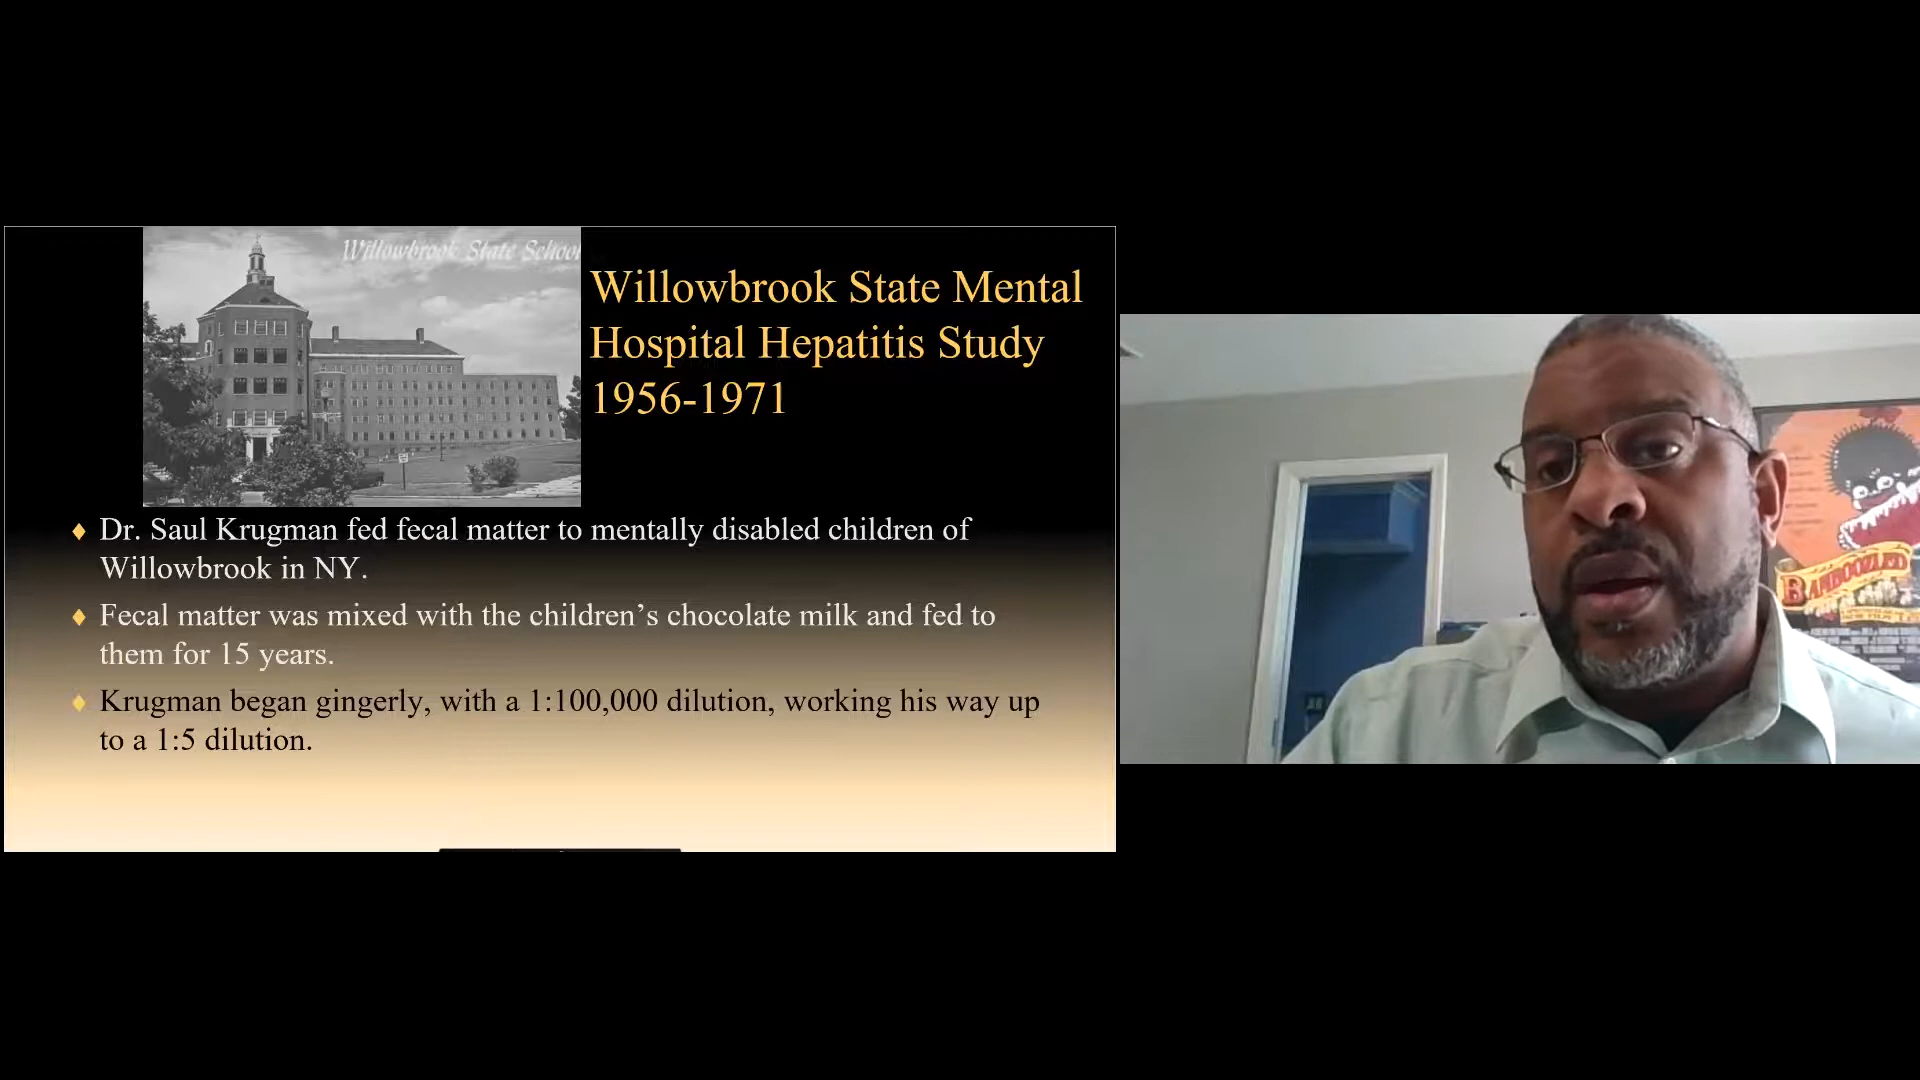 Willowbrook State School
Willowbrook State Mental
Hospital Hepatitis Study
1956-1971
♦ Dr. Saul Krugman fed fecal matter to mentally disabled children of
Willowbrook in NY.
♦ Fecal matter was mixed with the children’s chocolate milk and fed to
them for 15 years.
♦ Krugman began gingerly, with a 1:100,000 dilution, working his way up
to a 1:5 dilution.
BAMBOOZLED